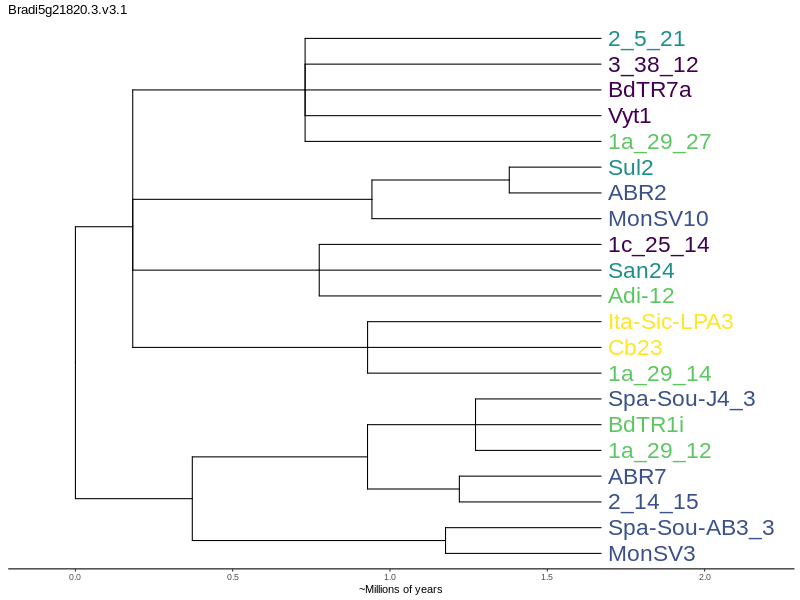 Bradi5g21820.3.v3.1
2_5_21
3_38_12
BdTR7a
Vyt1
1a_29_27
Sul2
ABR2
MonSV10
1c_25_14
San24
Adi-12
Ita-Sic-LPA3
Cb23
1a_29_14
Spa-Sou-J4_3
BdTR1i
1a_29_12
ABR7
2_14_15
Spa-Sou-AB3_3
MonSV3
0.0 0.5 1.0 1.5 2.0
~Millions of years